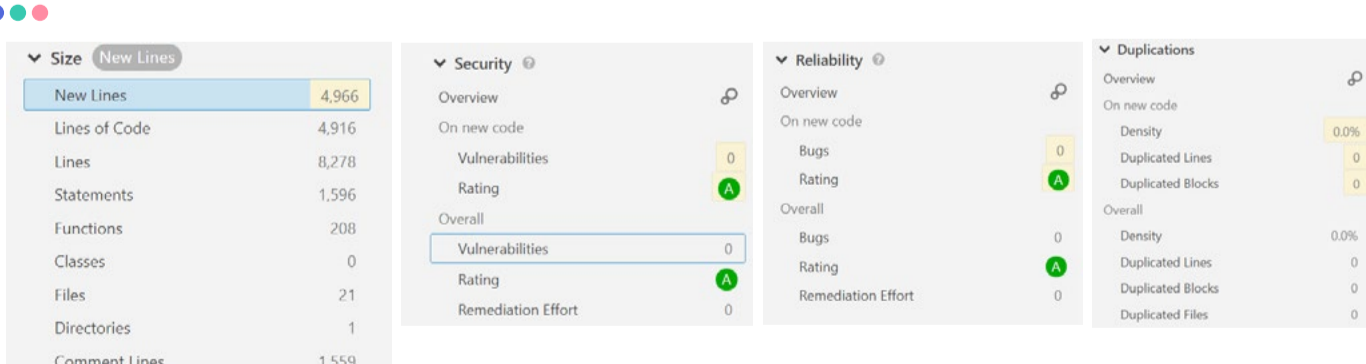 Size New Lines
New Lines 4,966
Lines of Code 4,916
Lines 8,278
Statements 1,596
Functions 208
Classes 0
Files 21
Directories 1
Comment Lines 1,559
Security
Overview
On new code
Vulnerabilities 0
Rating A
Overall
Vulnerabilities 0
Rating A
Remediation Effort 0
Reliability
Overview
On new code
Bugs 0
Rating A
Overall
Bugs 0
Rating A
Remediation Effort 0
Duplications
Overview
On new code
Density 0.0%
Duplicated Lines 0
Duplicated Blocks 0
Overall
Density 0.0%
Duplicated Lines 0
Duplicated Blocks 0
Duplicated Files 0